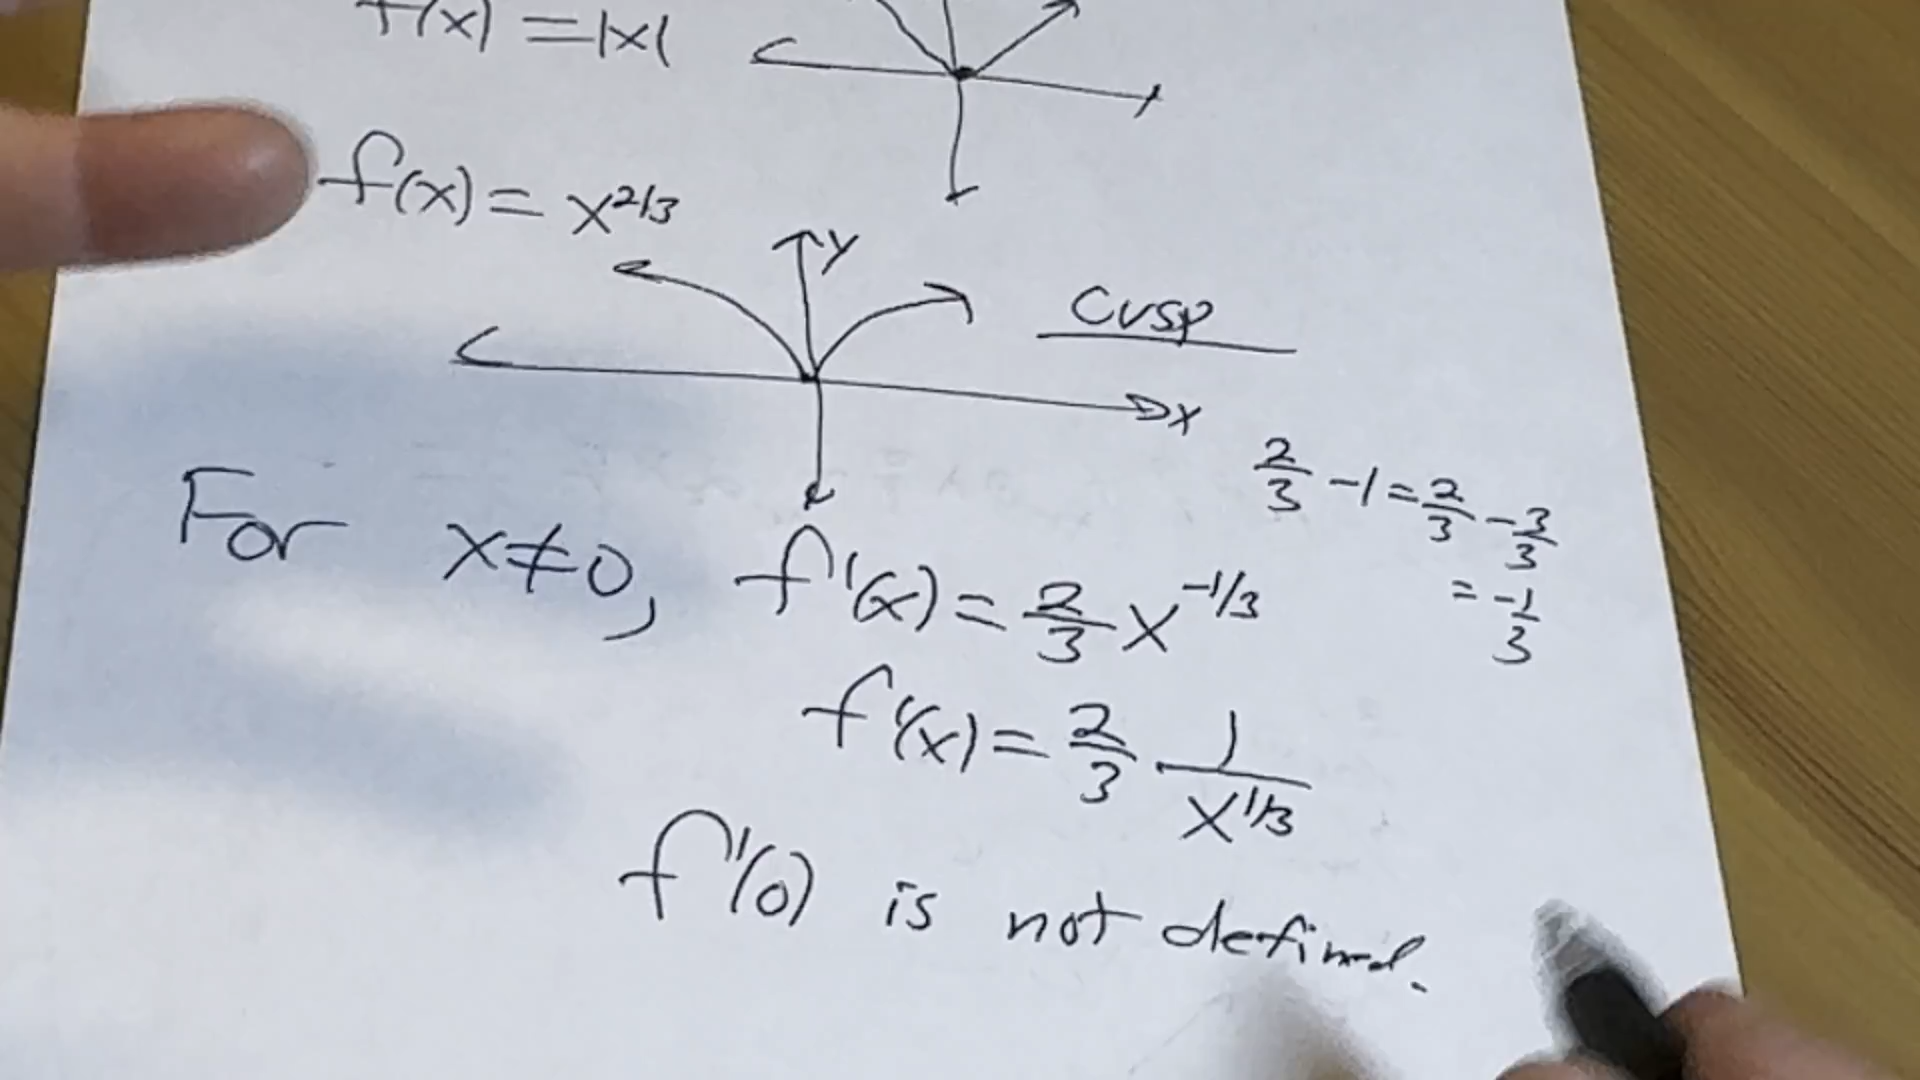 f(x) = |x|
f(x) = x^2/3
y
Cusp
x
2/3 - 1 = 2/3 - 3/3
= -1/3
For x ≠ 0, f'(x) = 2/3 x^-1/3
f'(x) = 2/3 1/x^1/3
f'(0) is not defined.